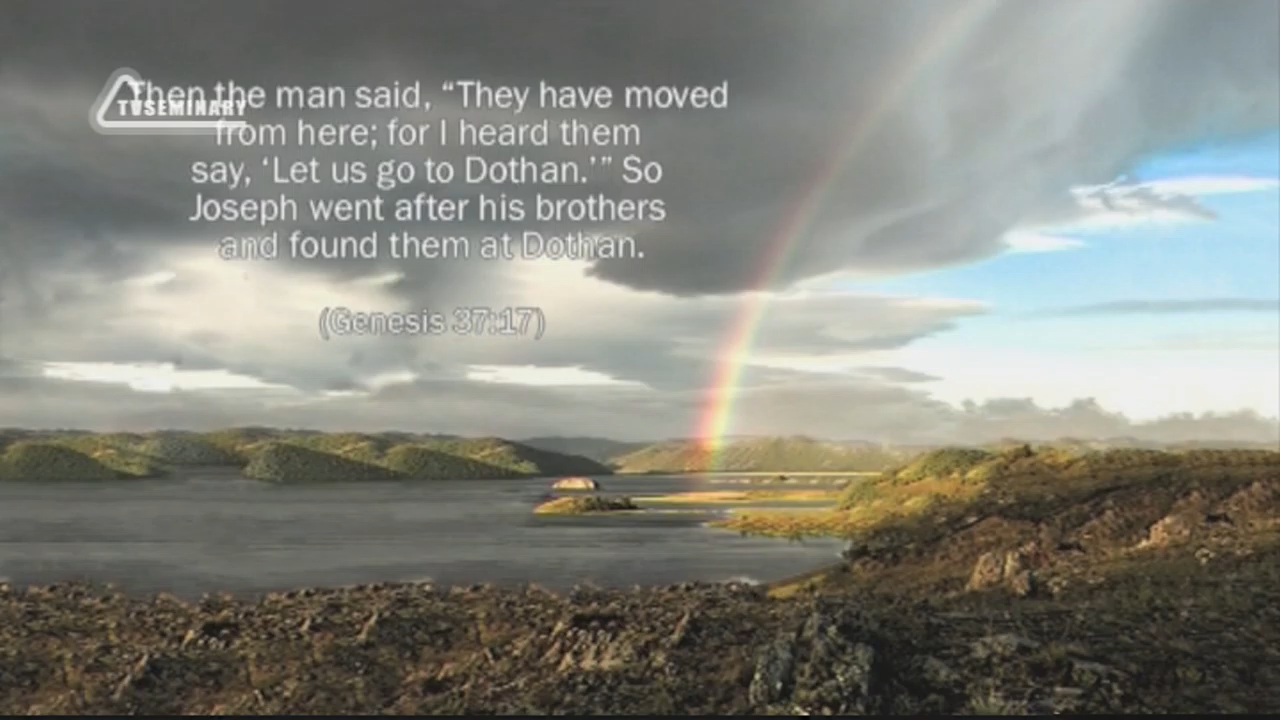 Then the man said, “They have moved
TVSEMINARY
from here; for I heard them
say, ‘Let us go to Dothan.’” So
Joseph went after his brothers
and found them at Dothan.
(Genesis 37:17)